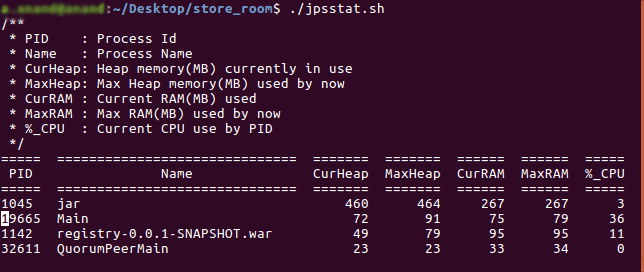 :~/Desktop/store_room$ ./jpsstat.sh
/**
 * PID    : Process Id
 * Name   : Process Name
 * CurHeap: Heap memory(MB) currently in use
 * MaxHeap: Max Heap memory(MB) used by now
 * CurRAM : Current RAM(MB) used
 * MaxRAM : Max RAM(MB) used by now
 * %_CPU  : Current CPU use by PID
 */
===== ============================== ======= ======= ====== ====== =====
 PID               Name              CurHeap MaxHeap CurRAM MaxRAM %_CPU
===== ============================== ======= ======= ====== ====== =====
1045  jar                                460     464    267    267     3
19665 Main                                72      91     75     79    36
1142  registry-0.0.1-SNAPSHOT.war         49      79     95     95    11
32611 QuorumPeerMain                      23      23     33     34     0